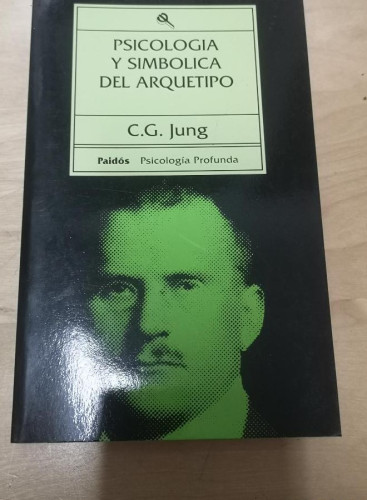 PSICOLOGIA
Y SIMBOLICA
DEL ARQUETIPO
C.G. Jung
Paidós Psicología Profunda